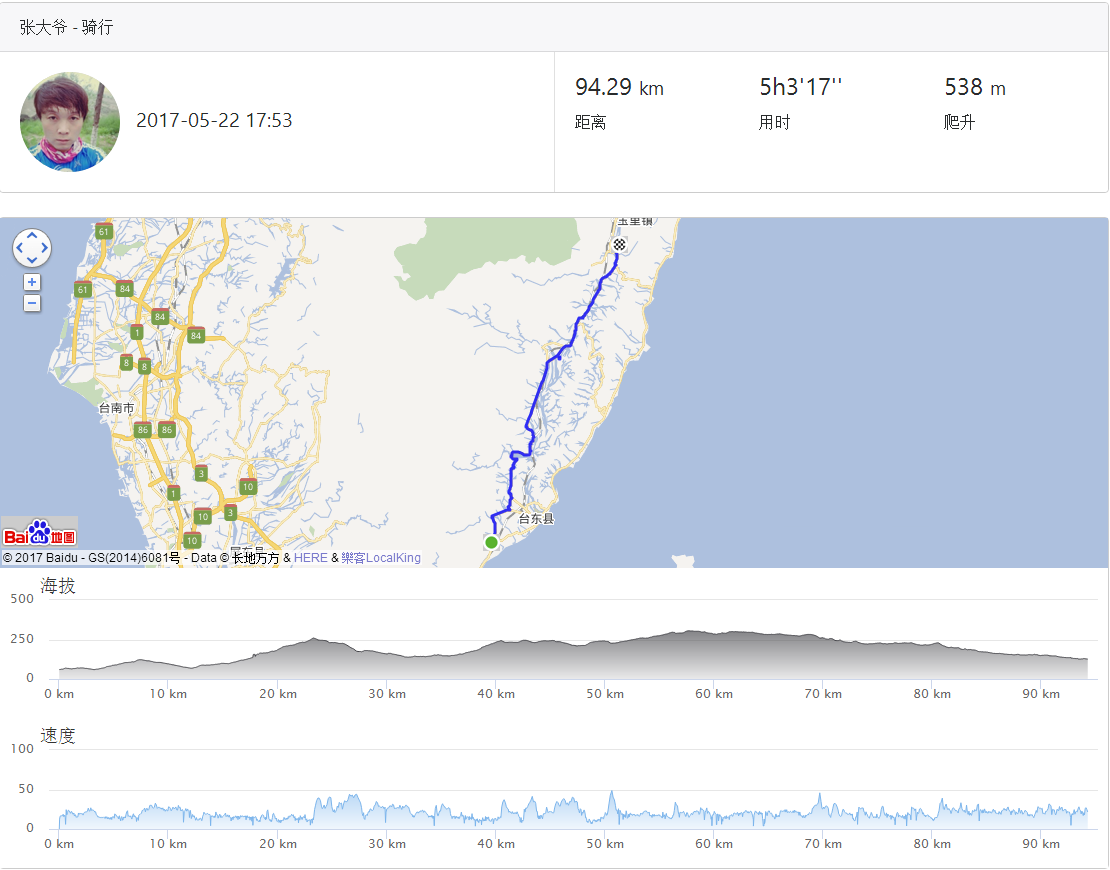 张大爷 - 骑行
2017-05-22 17:53
94.29 km
距离
5h3'17''
用时
538 m
爬升
玉里镇
61
61
84
84
1
84
8
8
台南市
86
86
3
10
1
10
3
10
台东县
Baidu地图
© 2017 Baidu - GS(2014)6081号 - Data © 长地万方 & HERE & 樂客LocalKing
海拔
500
250
0
0 km 10 km 20 km 30 km 40 km 50 km 60 km 70 km 80 km 90 km
速度
100
50
0
0 km 10 km 20 km 30 km 40 km 50 km 60 km 70 km 80 km 90 km